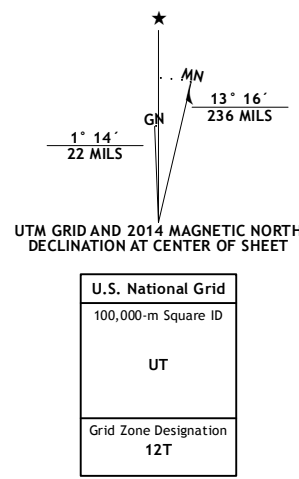 ★
MN
GN
13° 16´
236 MILS
1° 14´
22 MILS
UTM GRID AND 2014 MAGNETIC NORTH
DECLINATION AT CENTER OF SHEET
U.S. National Grid
100,000-m Square ID
UT
Grid Zone Designation
12T